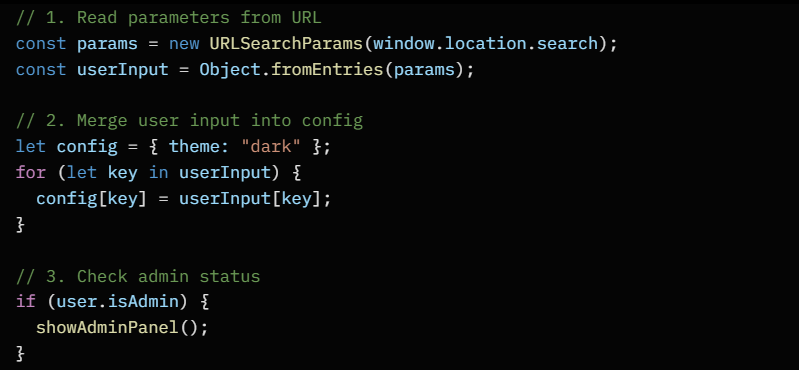 // 1. Read parameters from URL
const params = new URLSearchParams(window.location.search);
const userInput = Object.fromEntries(params);

// 2. Merge user input into config
let config = { theme: "dark" };
for (let key in userInput) {
  config[key] = userInput[key];
}

// 3. Check admin status
if (user.isAdmin) {
  showAdminPanel();
}